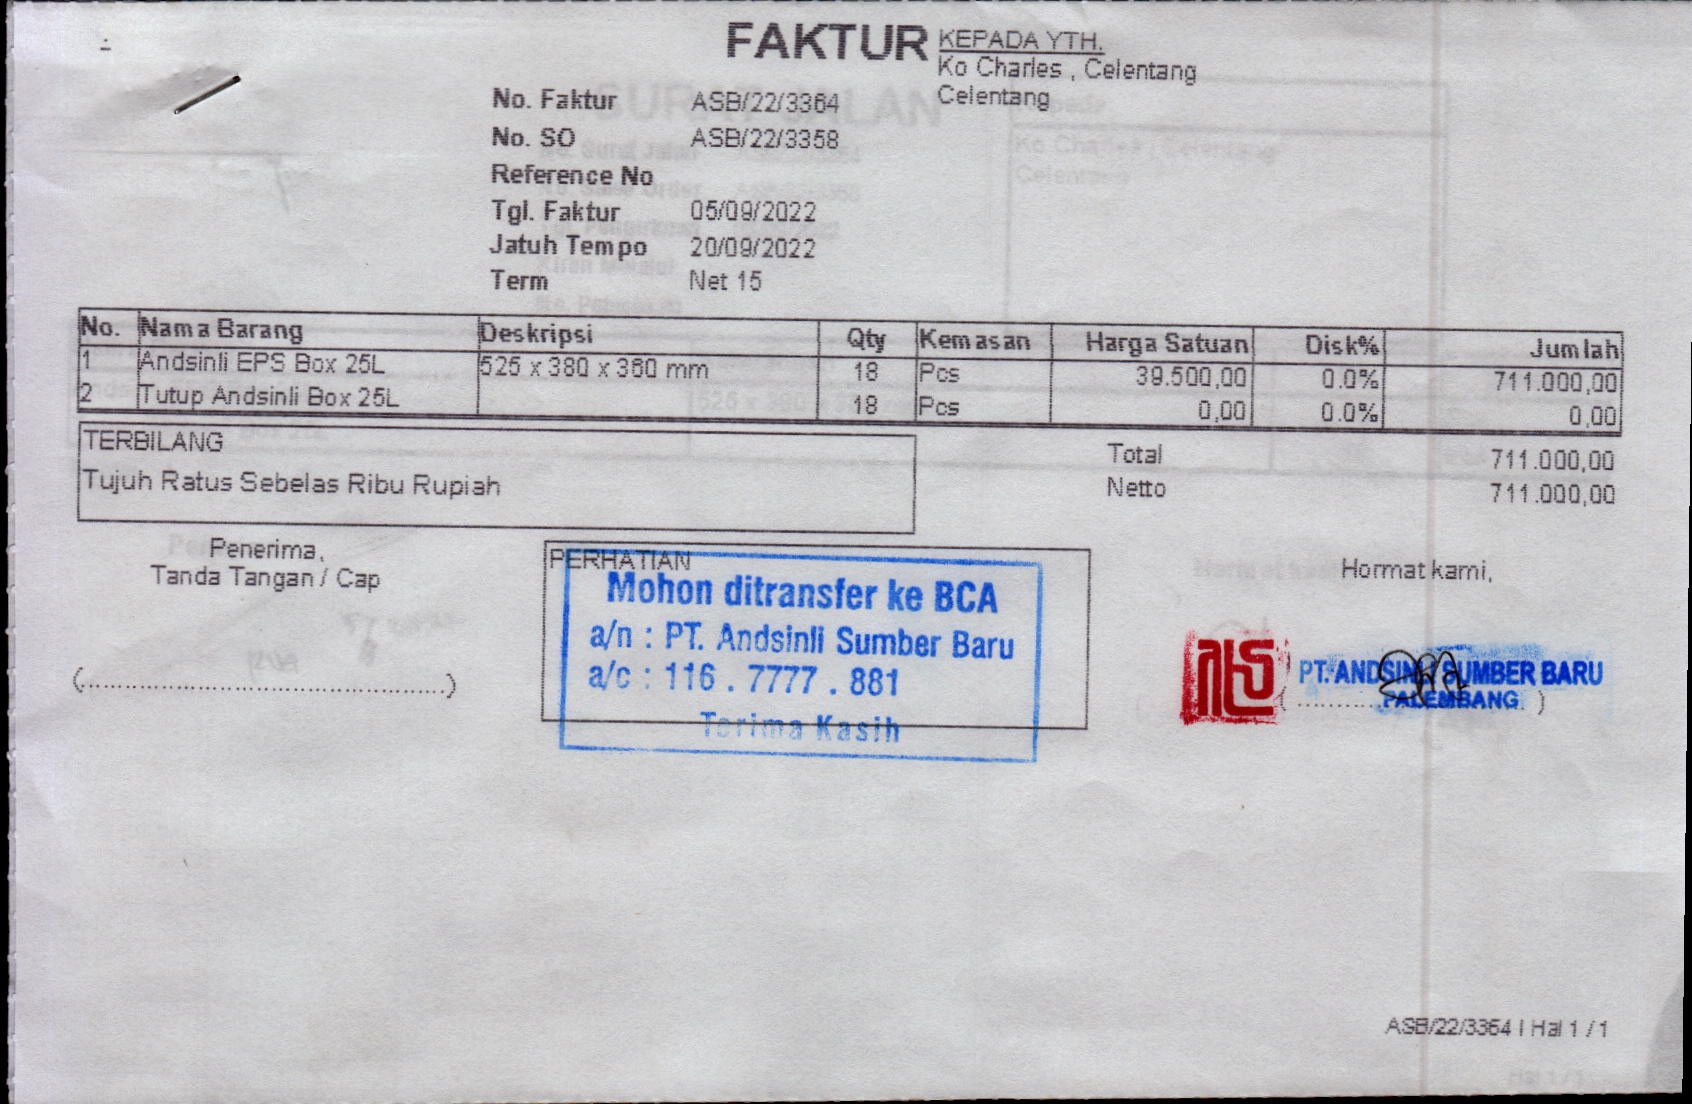 FAKTUR
KEPADA YTH.
Ko Charles , Celentang
Celentang
No. Faktur ASB/22/3364
No. SO ASB/22/3358
Reference No
Tgl. Faktur 05/09/2022
Jatuh Tempo 20/09/2022
Term Net 15
No. Nama Barang Deskripsi Qty Kemasan Harga Satuan Disk% Jumlah
1 Andsinli EPS Box 25L 525 x 380 x 360 mm 18 Pcs 39.500,00 0.0% 711.000,00
2 Tutup Andsinli Box 25L 18 Pcs 0,00 0.0% 0,00
TERBILANG
Tujuh Ratus Sebelas Ribu Rupiah
Total 711.000,00
Netto 711.000,00
Penerima,
Tanda Tangan / Cap
(................................................)
PERHATIAN
Mohon ditransfer ke BCA
a/n : PT. Andsinli Sumber Baru
a/c : 116 . 7777 . 881
Terima Kasih
Hormat kami,
PT. ANDSINLI SUMBER BARU
PALEMBANG
ASB/22/3364 | Hal 1 / 1